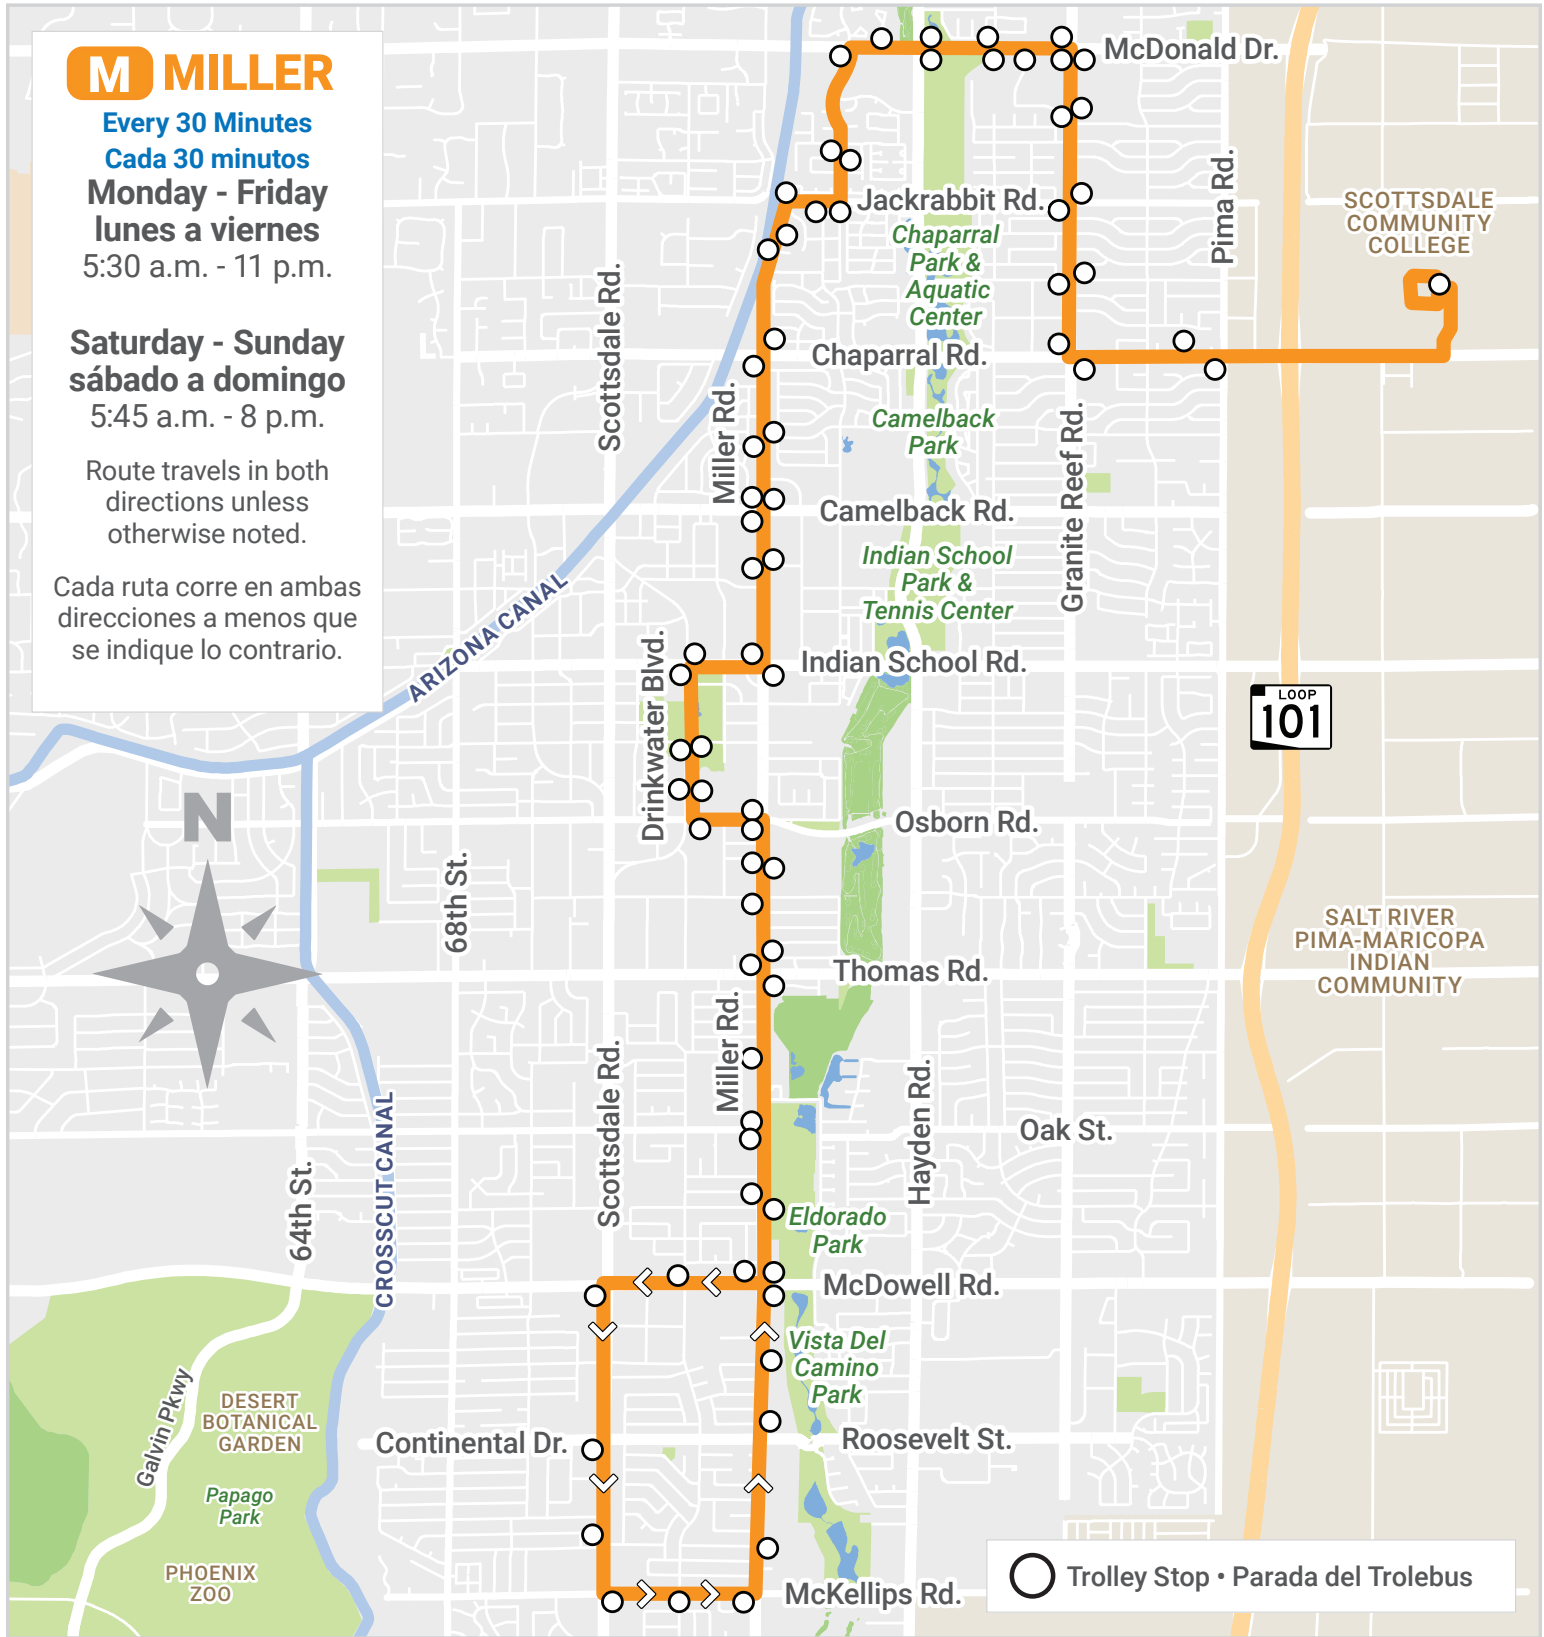 M MILLER
Every 30 Minutes
Cada 30 minutos
Monday - Friday
lunes a viernes
5:30 a.m. - 11 p.m.
Saturday - Sunday
sábado a domingo
5:45 a.m. - 8 p.m.
Route travels in both
directions unless
otherwise noted.
Cada ruta corre en ambas
direcciones a menos que
se indique lo contrario.
McDonald Dr.
Jackrabbit Rd.
Pima Rd.
SCOTTSDALE
COMMUNITY
COLLEGE
Chaparral
Park &
Aquatic
Center
Scottsdale Rd.
Chaparral Rd.
Miller Rd.
Camelback
Park
Granite Reef Rd.
Camelback Rd.
Indian School
Park &
Tennis Center
ARIZONA CANAL
Drinkwater Blvd.
Indian School Rd.
LOOP
101
N
Osborn Rd.
68th St.
SALT RIVER
PIMA-MARICOPA
INDIAN
COMMUNITY
Thomas Rd.
Miller Rd.
Scottsdale Rd.
Hayden Rd.
Oak St.
CROSSCUT CANAL
64th St.
Eldorado
Park
McDowell Rd.
Vista Del
Camino
Park
Galvin Pkwy
DESERT
BOTANICAL
GARDEN
Continental Dr.
Roosevelt St.
Papago
Park
PHOENIX
ZOO
McKellips Rd.
Trolley Stop • Parada del Trolebus